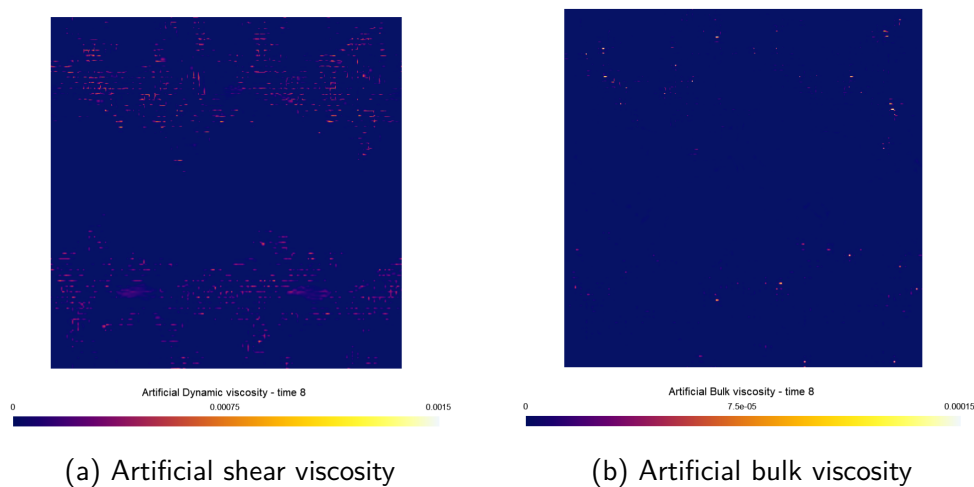 Artificial Dynamic viscosity - time 8
0 0.00075 0.0015
(a) Artificial shear viscosity
Artificial Bulk viscosity - time 8
0 7.5e-05 0.00015
(b) Artificial bulk viscosity